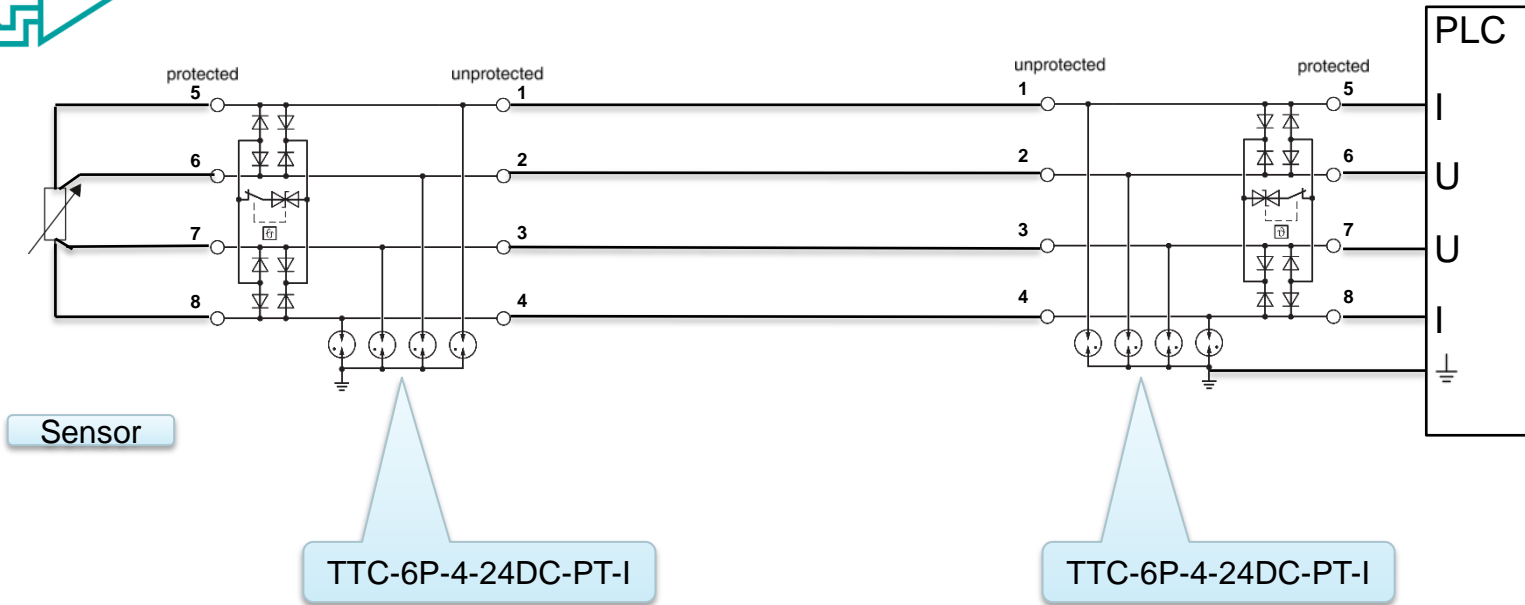 PLC
protected
unprotected
unprotected
protected
5
1
1
5
I
6
2
2
6
U
ϑ
ϑ
7
3
3
7
U
8
4
4
8
I
Sensor
TTC-6P-4-24DC-PT-I
TTC-6P-4-24DC-PT-I